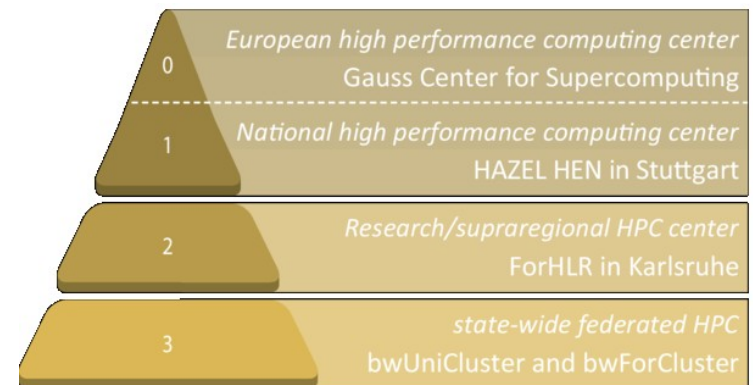 0
European high performance computing center
Gauss Center for Supercomputing
1
National high performance computing center
HAZEL HEN in Stuttgart
2
Research/supraregional HPC center
ForHLR in Karlsruhe
3
state-wide federated HPC
bwUniCluster and bwForCluster